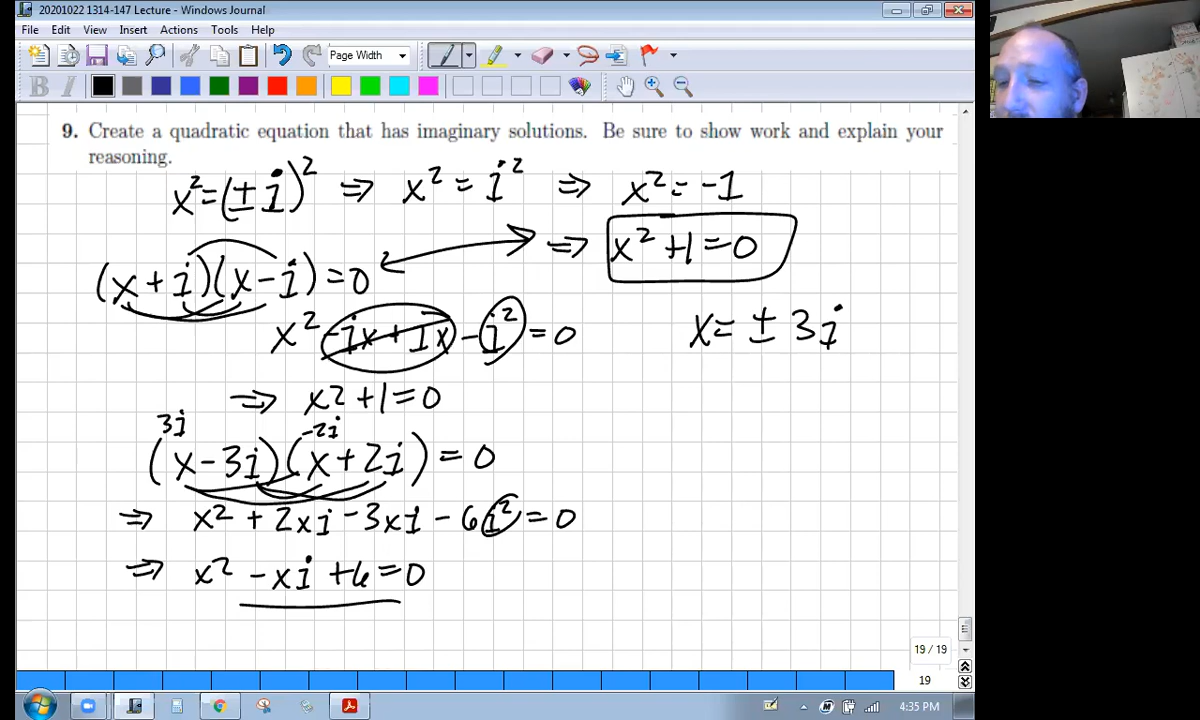 20201022 1314-147 Lecture - Windows Journal
File Edit View Insert Actions Tools Help
Page Width
B I
9. Create a quadratic equation that has imaginary solutions. Be sure to show work and explain your
reasoning.
x² = (± i)² ⇒ x² = i² ⇒ x² = -1
⇒ x² + 1 = 0
(x + i)(x - i) = 0
x² - ix + ix - i² = 0
x = ± 3i
⇒ x² + 1 = 0
3i -2i
(x - 3i)(x + 2i) = 0
⇒ x² + 2xi - 3xi - 6i² = 0
⇒ x² - xi + 6 = 0
19 / 19
19
4:35 PM